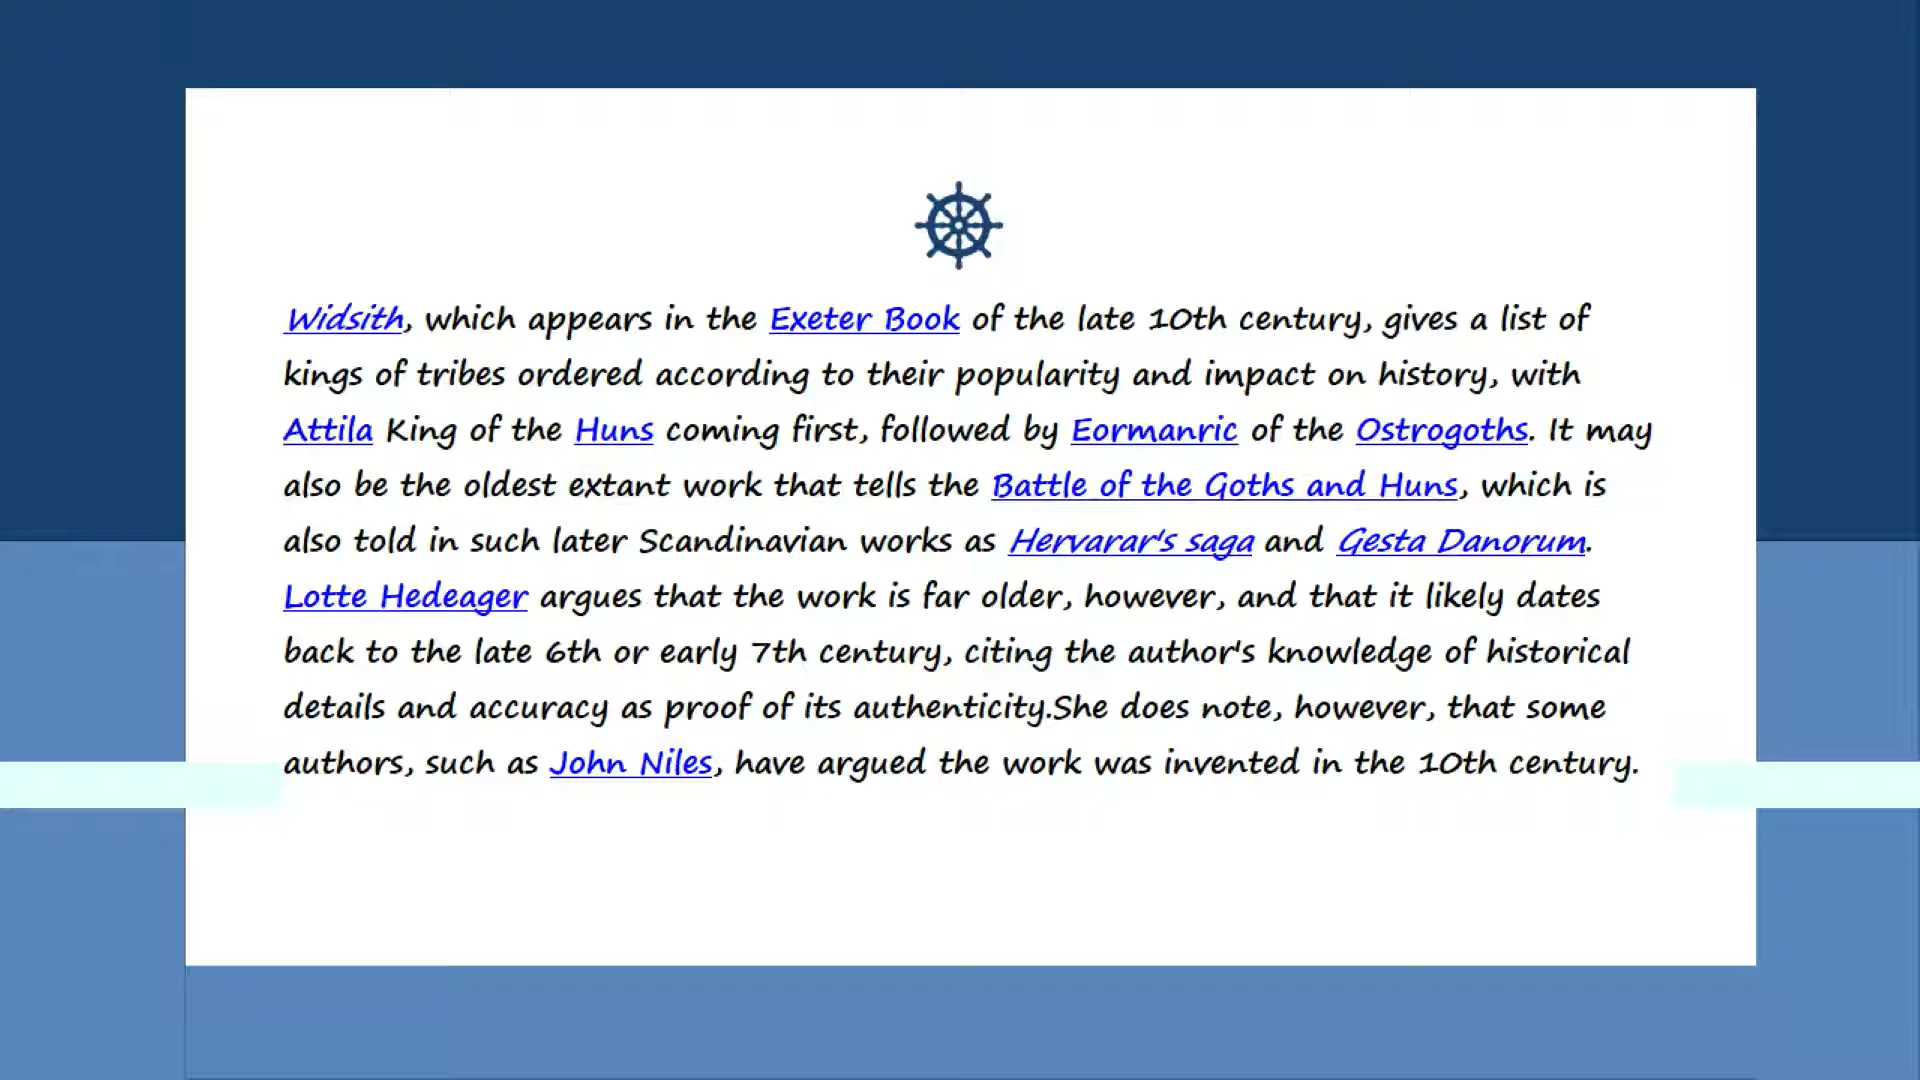 Widsith, which appears in the Exeter Book of the late 10th century, gives a list of
kings of tribes ordered according to their popularity and impact on history, with
Attila King of the Huns coming first, followed by Eormanric of the Ostrogoths. It may
also be the oldest extant work that tells the Battle of the Goths and Huns, which is
also told in such later Scandinavian works as Hervarar's saga and Gesta Danorum.
Lotte Hedeager argues that the work is far older, however, and that it likely dates
back to the late 6th or early 7th century, citing the author's knowledge of historical
details and accuracy as proof of its authenticity.She does note, however, that some
authors, such as John Niles, have argued the work was invented in the 10th century.